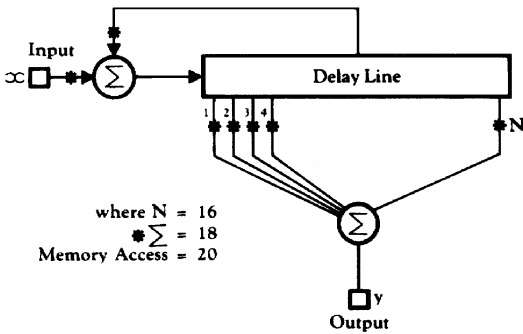 Input
x
Σ
Delay Line
1 2 3 4
N
where N = 16
* Σ = 18
Memory Access = 20
Σ
y
Output